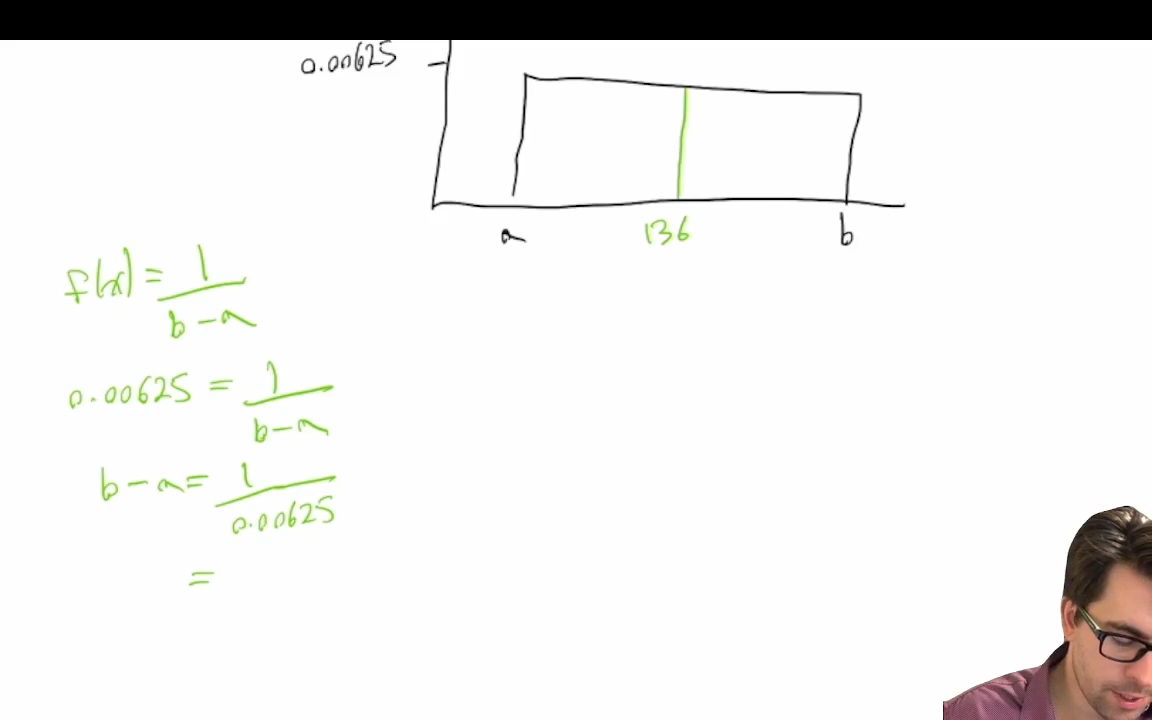 0.00625
a 136 b
f(x) = 1
b - a
0.00625 = 1
b - a
b - a = 1
0.00625
=